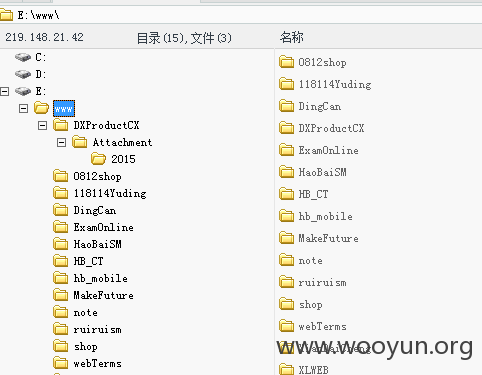 E:\www\
219.148.21.42 目录(15),文件(3) 名称
C:
D:
E:
www
DXProductCX
Attachment
2015
0812shop
118114Yuding
DingCan
ExamOnline
HaoBaiSM
HB_CT
hb_mobile
MakeFuture
note
ruiruism
shop
webTerms
0812shop
118114Yuding
DingCan
DXProductCX
ExamOnline
HaoBaiSM
HB_CT
hb_mobile
MakeFuture
note
ruiruism
shop
webTerms
XLWEB
www.wooyun.org